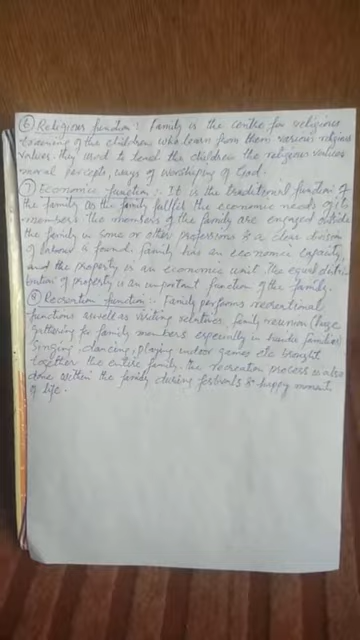 ⑥ Religious function :- Family is the centre for religious
training of the children who learn from them various religious
values. They used to tend the children the religious values
moral percepts, ways of worshiping of God.
⑦ Economic function :- It is the traditional function of
the family as the family fulfils the economic needs of its
members. the members of the family are engaged outside
the family in some or other professions & a clear division
of labour is found. Family has an economic capacity,
and the property is an economic unit. the equal distri
bution of property is an important function of the family.
⑧ Recreation function :- Family performs recreational
functions as well as visiting relatives, family reunion (huge
gathering for family members especially in families)
Singing, dancing, playing indoor games etc brought
together the entire family. the recreation process is also
done within the family during festivals & happy moments
of life.